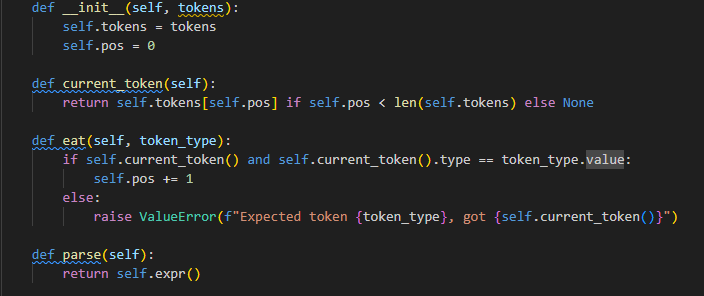 def __init__(self, tokens):
    self.tokens = tokens
    self.pos = 0
def current_token(self):
    return self.tokens[self.pos] if self.pos < len(self.tokens) else None
def eat(self, token_type):
    if self.current_token() and self.current_token().type == token_type.value:
        self.pos += 1
    else:
        raise ValueError(f"Expected token {token_type}, got {self.current_token()}")
def parse(self):
    return self.expr()